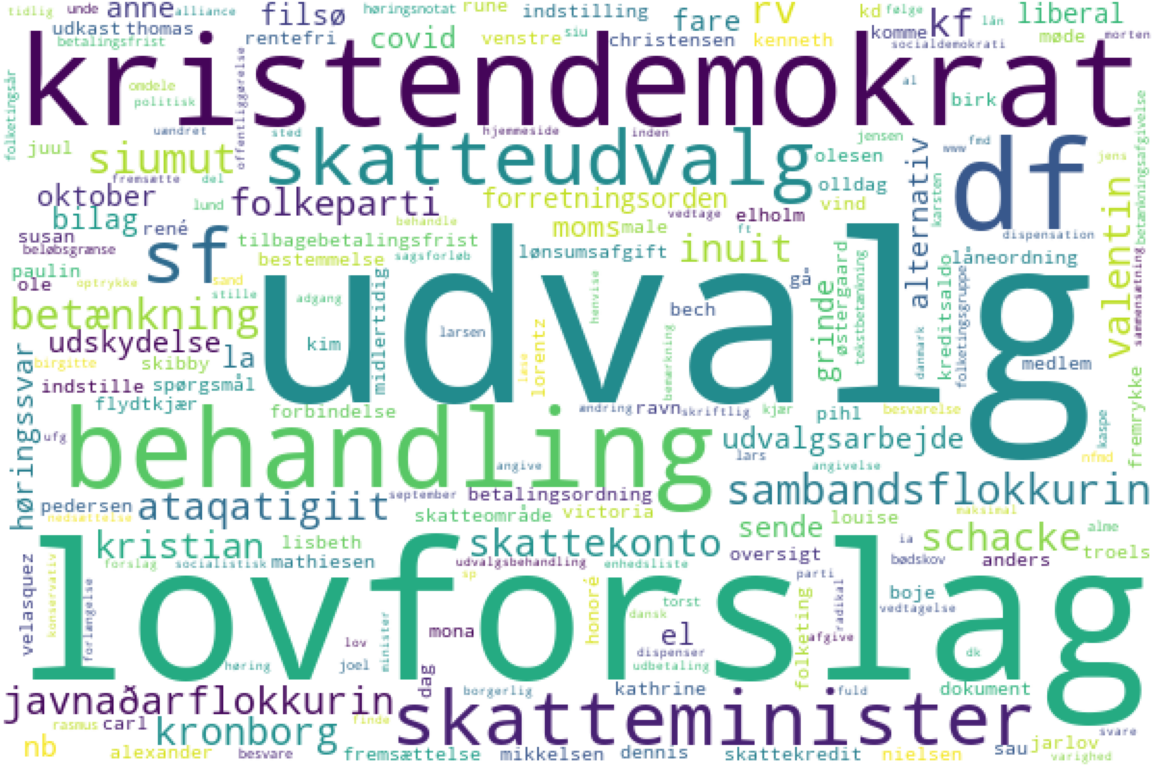 tidlig unde anne alliance filsø høringsnotat rune indstilling fare rv kd følge lån liberal
udkast thomas rentefri covid siu venstre christensen kenneth komme kf møde morten
betalingsfrist socialdemokrati
kristendemokrat
folketingsår omdele politisk offentliggørelse al birk
uændret sted hjemmeside inden jensen www fmd
juul siumut skatteudvalg olesen alternativ df jens betænkningsafgivelse
fremsætte del oktober lund folkeparti forretningsorden olldag vind karsten valentin
bilag rené behandle vedtage elholm
susan beløbsgrænse sf tilbagebetalingsfrist moms male ft dispensation
paulin bestemmelse sagsforløb lønsumsafgift inuit østergaard låneordning sammensætning
ole optrykke sand stille gå grinde tekstbetænkning kreditsaldo folketingsgruppe
betænkning adgang midlertidig udvalg henvise bech danmark
udskydelse kim larsen lorentz læse bemærkning medlem
høringssvar birgitte skibby la
indstille spørgsmål
flydtkjær forbindelse ændring ravn skriftlig kjær pihl besvarelse kaspe fremrykke
ufg behandling udvalgsarbejde
angive lars angivelse nfmd
pedersen ataqatigiit september betalingsordning sambandsflokkurin
nedsættelse skatteområde victoria maksimal
kristian lisbeth skattekonto sende louise schacke alme
velasquez forslag socialistisk mathiesen udvalgsbehandling enhedsliste oversigt ia bødskov anders troels
konservativ forlængelse sp honoré torst parti radikal boje
lovforslag
minister dansk folketing vedtagelse
lov mona el afgive
høring joel dispenser udbetaling dk
javnaðarflokkurin dag borgerlig kathrine fuld dokument
rasmus carl kronborg finde skatteminister svare
nb alexander besvare fremsættelse mikkelsen dennis skattekredit nielsen sau jarlov
varighed